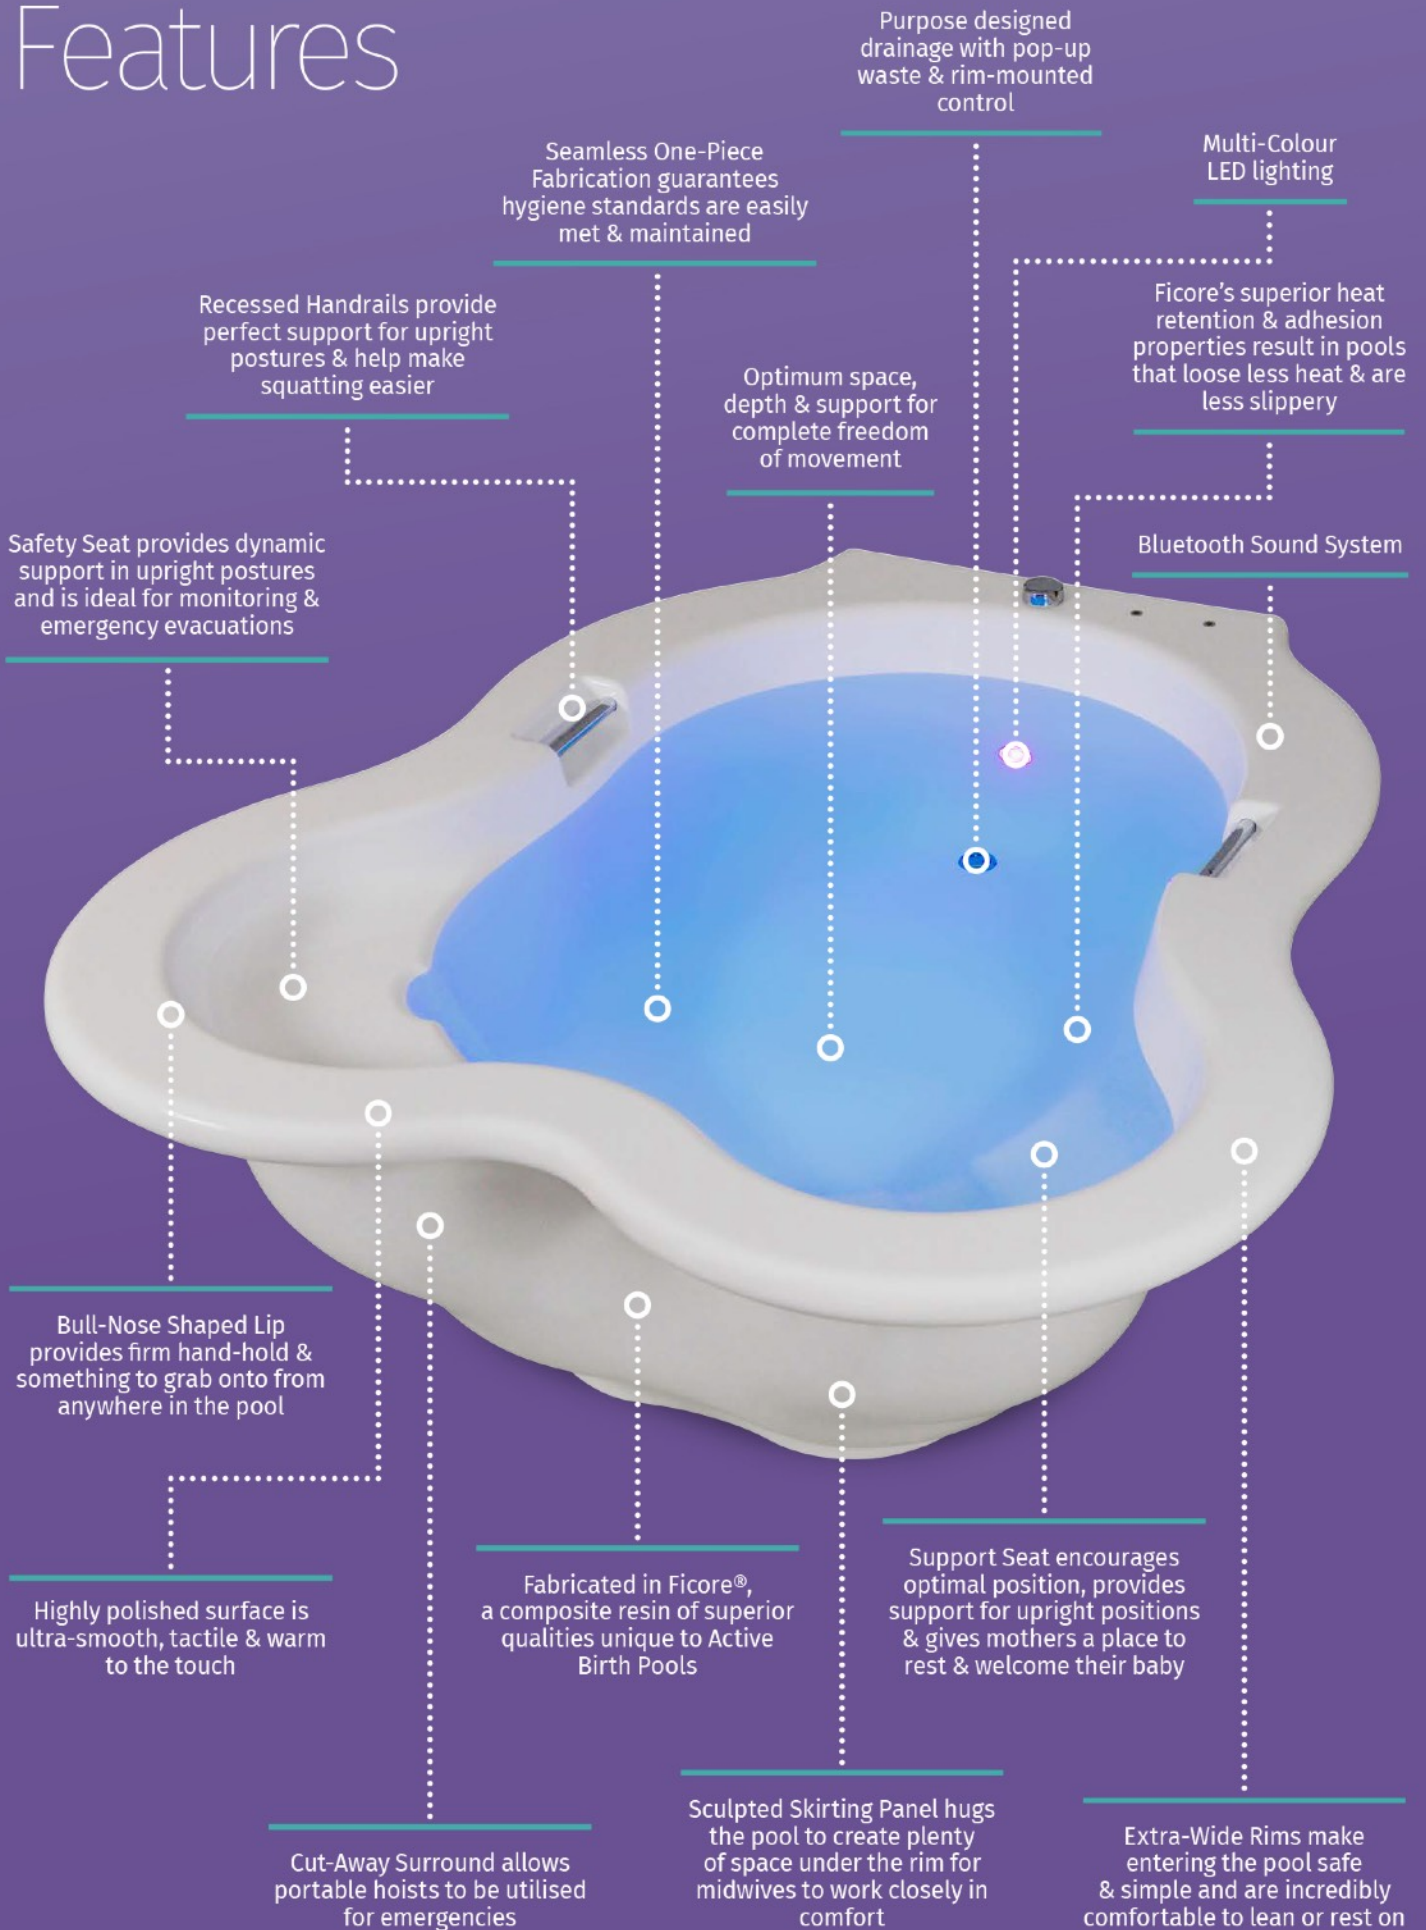 Features
Purpose designed
drainage with pop-up
waste & rim-mounted
control
Seamless One-Piece
Fabrication guarantees
hygiene standards are easily
met & maintained
Multi-Colour
LED lighting
Recessed Handrails provide
perfect support for upright
postures & help make
squatting easier
Optimum space,
depth & support for
complete freedom
of movement
Ficore's superior heat
retention & adhesion
properties result in pools
that loose less heat & are
less slippery
Safety Seat provides dynamic
support in upright postures
and is ideal for monitoring &
emergency evacuations
Bluetooth Sound System
Bull-Nose Shaped Lip
provides firm hand-hold &
something to grab onto from
anywhere in the pool
Highly polished surface is
ultra-smooth, tactile & warm
to the touch
Fabricated in Ficore®,
a composite resin of superior
qualities unique to Active
Birth Pools
Support Seat encourages
optimal position, provides
support for upright positions
& gives mothers a place to
rest & welcome their baby
Cut-Away Surround allows
portable hoists to be utilised
for emergencies
Sculpted Skirting Panel hugs
the pool to create plenty
of space under the rim for
midwives to work closely in
comfort
Extra-Wide Rims make
entering the pool safe
& simple and are incredibly
comfortable to lean or rest on